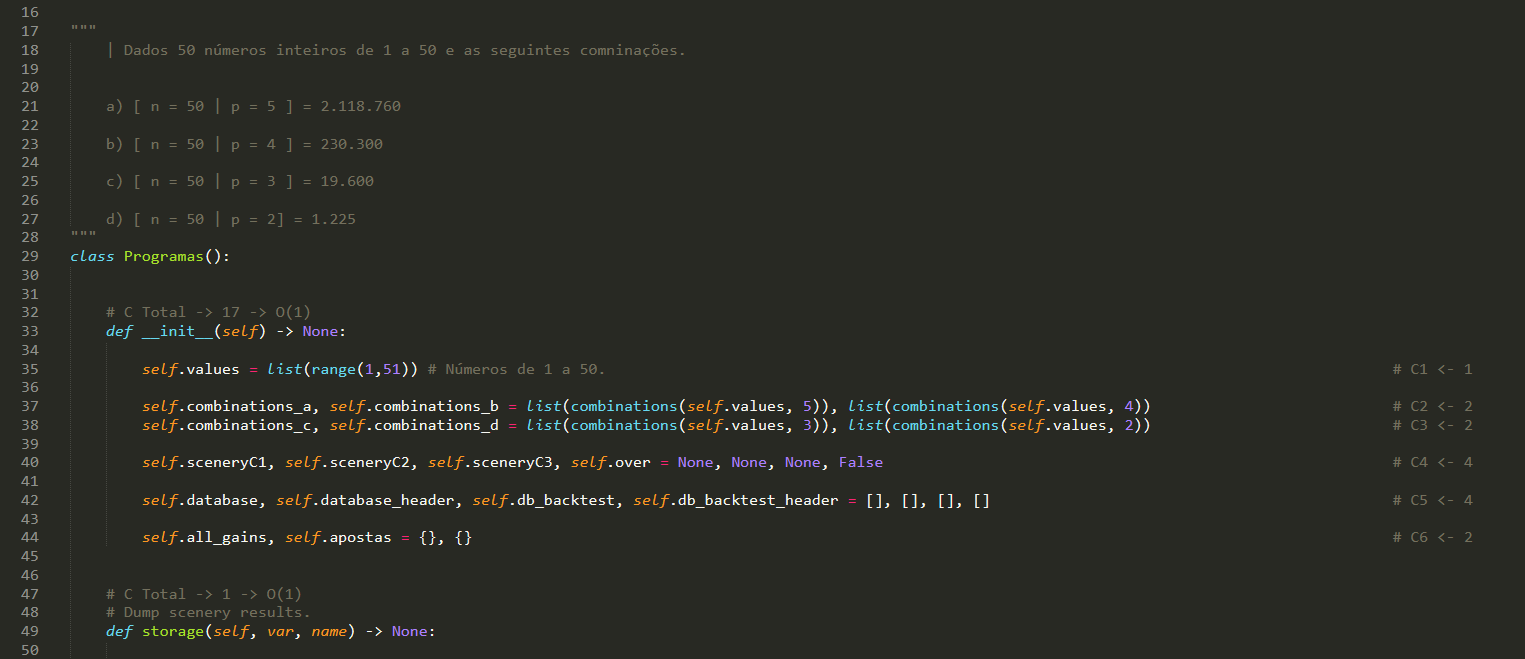 16
17 """
18 | Dados 50 números inteiros de 1 a 50 e as seguintes comninações.
19
20
21 a) [ n = 50 | p = 5 ] = 2.118.760
22
23 b) [ n = 50 | p = 4 ] = 230.300
24
25 c) [ n = 50 | p = 3 ] = 19.600
26
27 d) [ n = 50 | p = 2] = 1.225
28 """
29 class Programas():
30
31
32 # C Total -> 17 -> O(1)
33 def __init__(self) -> None:
34
35 self.values = list(range(1,51)) # Números de 1 a 50. # C1 <- 1
36
37 self.combinations_a, self.combinations_b = list(combinations(self.values, 5)), list(combinations(self.values, 4)) # C2 <- 2
38 self.combinations_c, self.combinations_d = list(combinations(self.values, 3)), list(combinations(self.values, 2)) # C3 <- 2
39
40 self.sceneryC1, self.sceneryC2, self.sceneryC3, self.over = None, None, None, False # C4 <- 4
41
42 self.database, self.database_header, self.db_backtest, self.db_backtest_header = [], [], [], [] # C5 <- 4
43
44 self.all_gains, self.apostas = {}, {} # C6 <- 2
45
46
47 # C Total -> 1 -> O(1)
48 # Dump scenery results.
49 def storage(self, var, name) -> None:
50